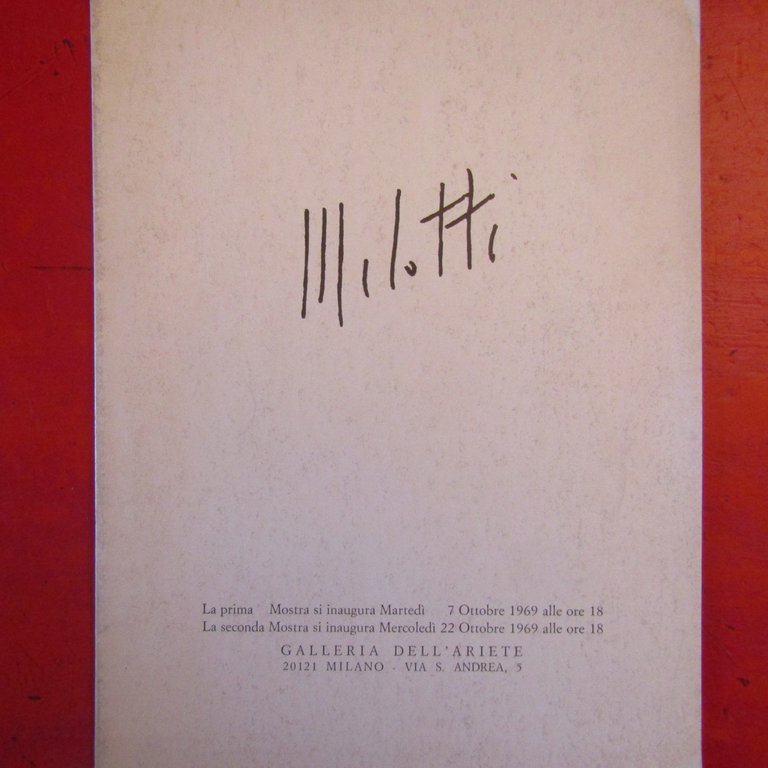 Melotti
La prima Mostra si inaugura Martedì 7 Ottobre 1969 alle ore 18
La seconda Mostra si inaugura Mercoledì 22 Ottobre 1969 alle ore 18
GALLERIA DELL'ARIETE
20121 MILANO - VIA S. ANDREA, 5